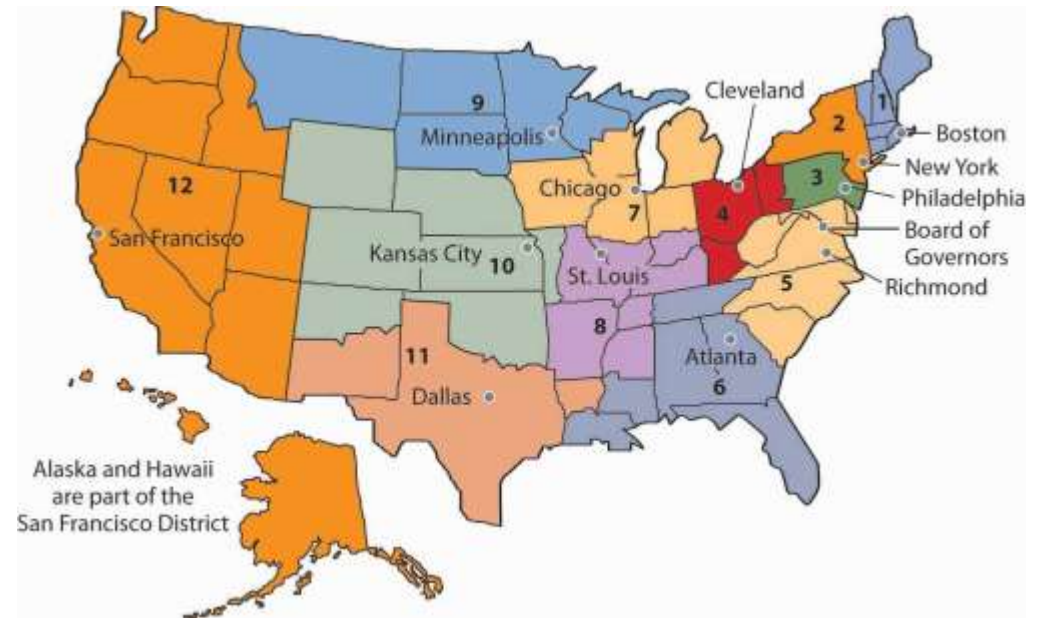 Cleveland
9
1
2
Minneapolis
Boston
New York
Chicago
3
12
Philadelphia
7
4
San Francisco
Board of
Governors
Kansas City
10
St. Louis
Richmond
5
8
11
Atlanta
6
Dallas
Alaska and Hawaii
are part of the
San Francisco District